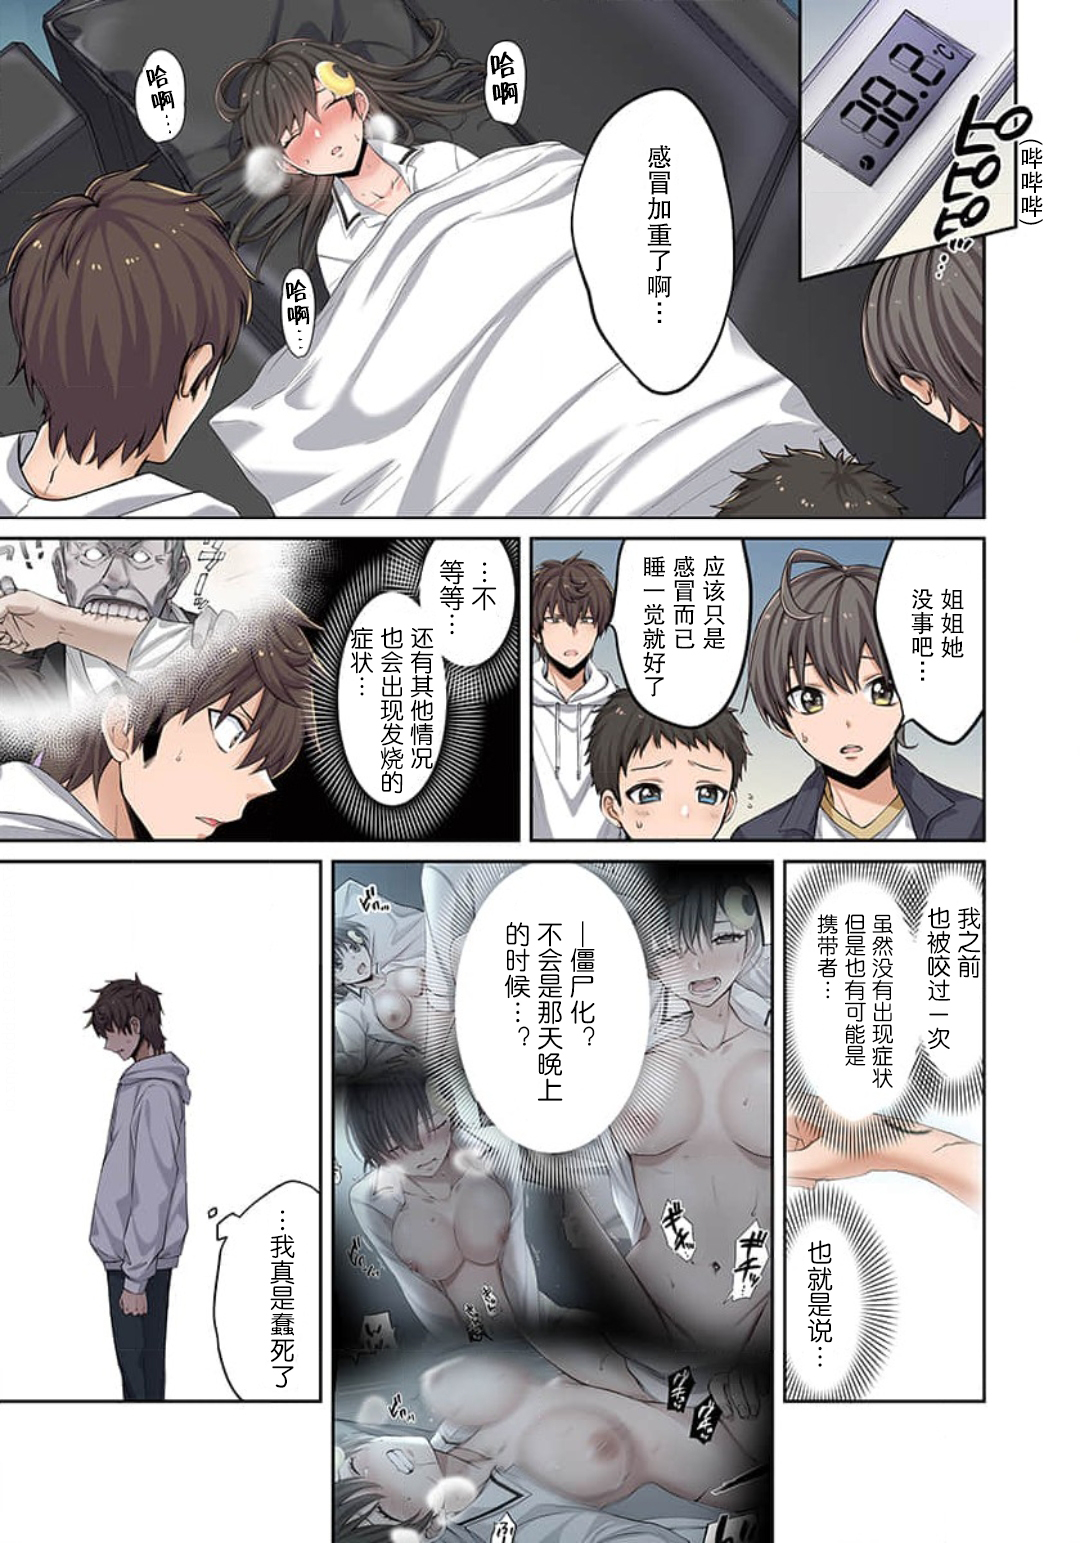 38.2
℃
ピピピピ…
(哔哔哔)
感冒加重了啊…
哈啊
哈啊…
哈啊…
姐姐她
没事吧…
应该只是
感冒而已
睡一觉就好了
…不
等等…
还有其他情况
也会出现发烧的
症状…
我之前
也被咬过一次
虽然没有出现症状
但是也有可能是
携带者…
也就是说…
—僵尸化？
不会是那天晚上
的时候…？
…我真是蠢死了